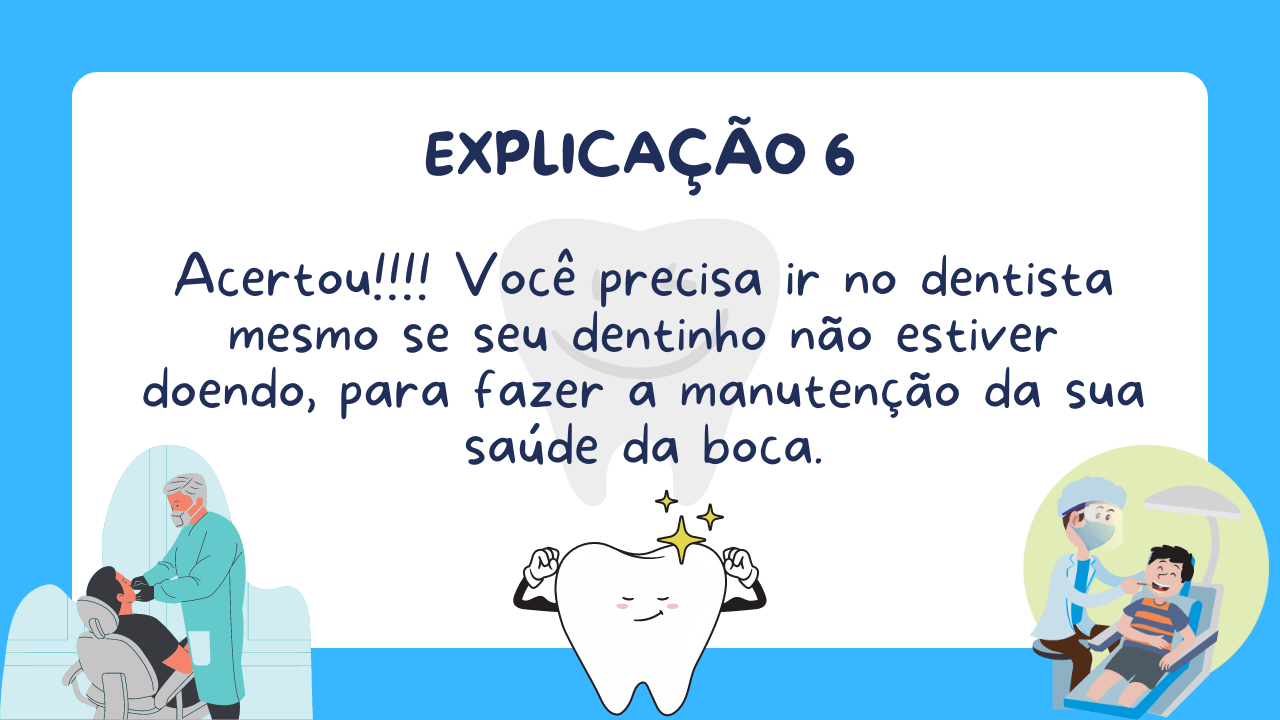 EXPLICAÇÃO 6
Acertou!!!! Você precisa ir no dentista
mesmo se seu dentinho não estiver
doendo, para fazer a manutenção da sua
saúde da boca.